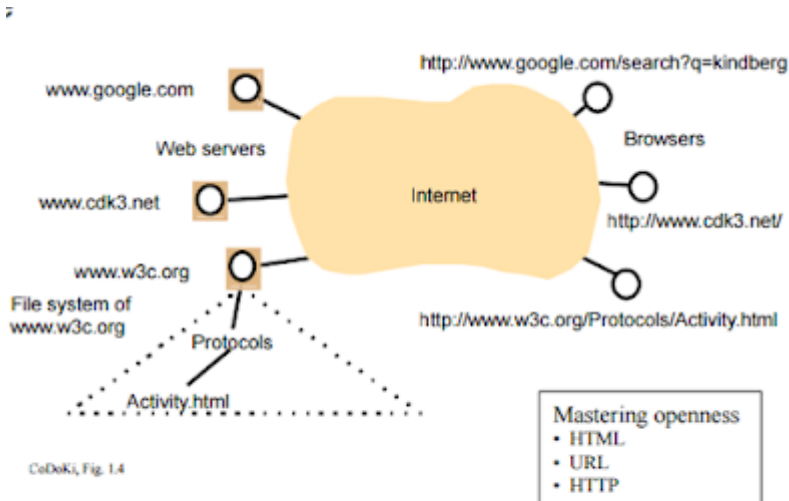 http://www.google.com/search?q=kindberg
www.google.com
Browsers
Web servers
Internet
www.cdk3.net
http://www.cdk3.net/
www.w3c.org
File system of
www.w3c.org
http://www.w3c.org/Protocols/Activity.html
Protocols
Activity.html
Mastering openness
• HTML
• URL
• HTTP
CoDoKi, Fig. 1.4